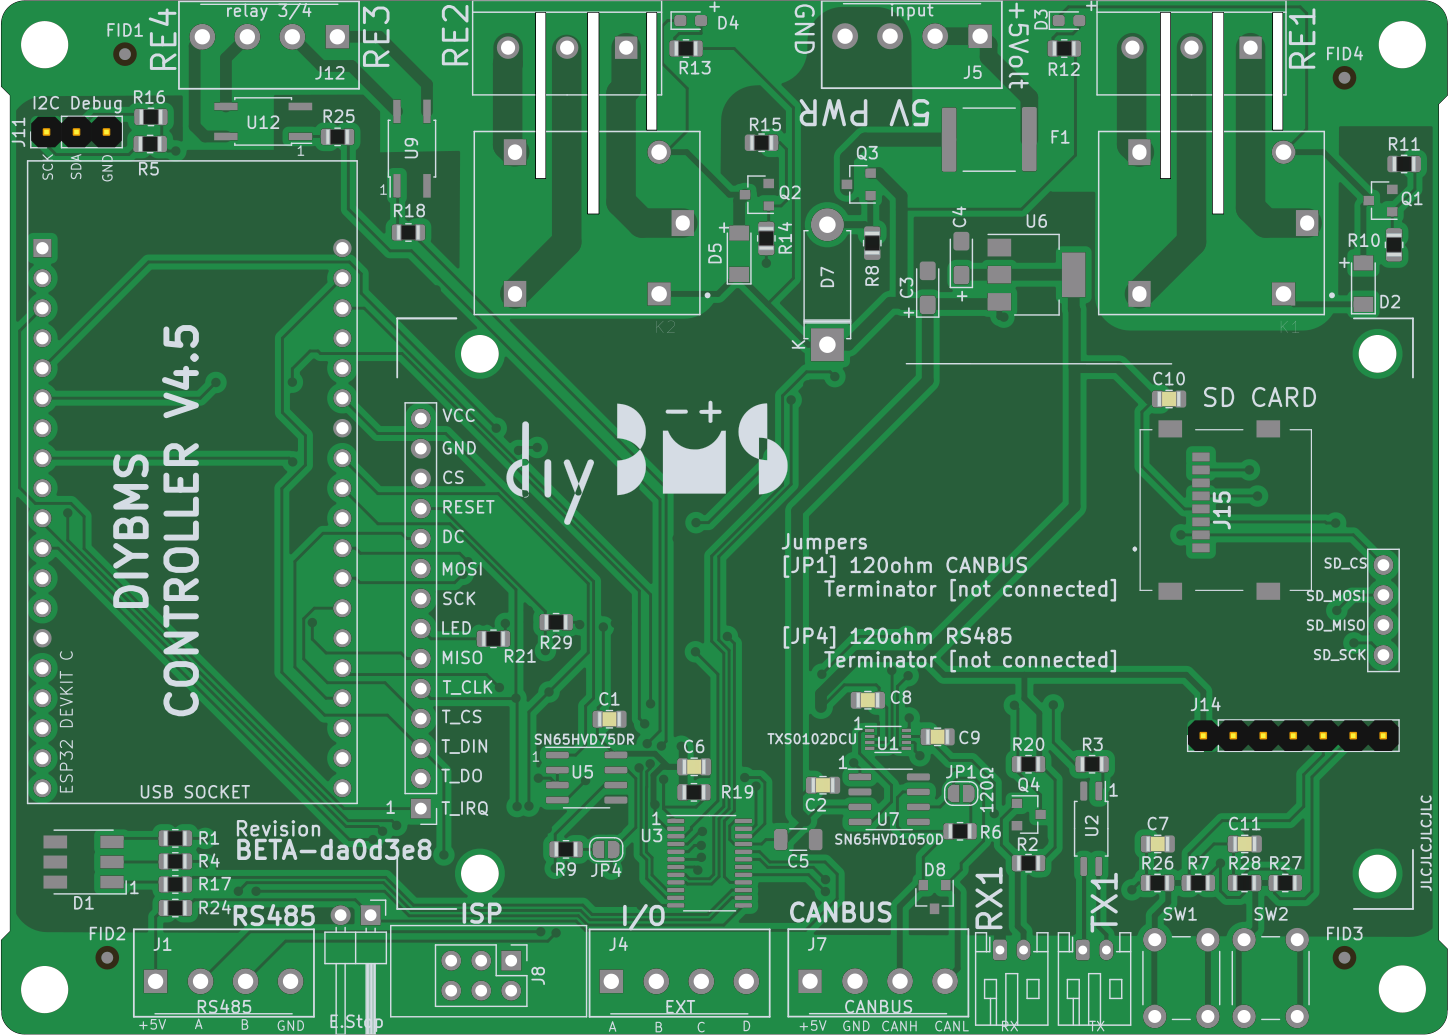 FID1
RE4
relay 3/4
J12
RE3
RE2
D4
+
R13
GND
input
+5Volt
J5
D3
+
R12
RE1
FID4
I2C Debug
R16
J11
SCK
SDA
GND
R5
U12
1
R25
U9
1
R18
5V PWR
R15
Q3
F1
R11
Q2
Q1
+
D5
R14
D7
R8
C4
+
C3
+
U6
R10
+
D2
K2
K1
K
DIYBMS
CONTROLLER V4.5
ESP32 DEVKIT C
USB SOCKET
VCC
GND
CS
RESET
DC
MOSI
SCK
LED
MISO
T_CLK
T_CS
T_DIN
T_DO
1 T_IRQ
diy BMS
- +
C10
SD CARD
J15
Jumpers
[JP1] 120ohm CANBUS
Terminator [not connected]
[JP4] 120ohm RS485
Terminator [not connected]
SD_CS
SD_MOSI
SD_MISO
SD_SCK
R21
R29
C1
SN65HVD75DR
1
U5
C6
R19
R9
JP4
1
U3
C8
1
TXS0102DCU
U1
C9
1
C2
U7
SN65HVD1050D
JP1
120Ω
R6
C5
D8
R20
Q4
R2
R3
1
U2
J14
C7
C11
R26
R7
R28
R27
SW1
SW2
JLCJLCJLCJLC
Revision
BETA-da0d3e8
R1
R4
R17
R24
J1
D1
FID2
RS485
J1
RS485
+5V
A
B
GND
E.Stop
ISP
J8
I/O
J4
EXT
A
B
C
D
CANBUS
J7
CANBUS
+5V
GND
CANH
CANL
RX1
RX
TX1
TX
FID3